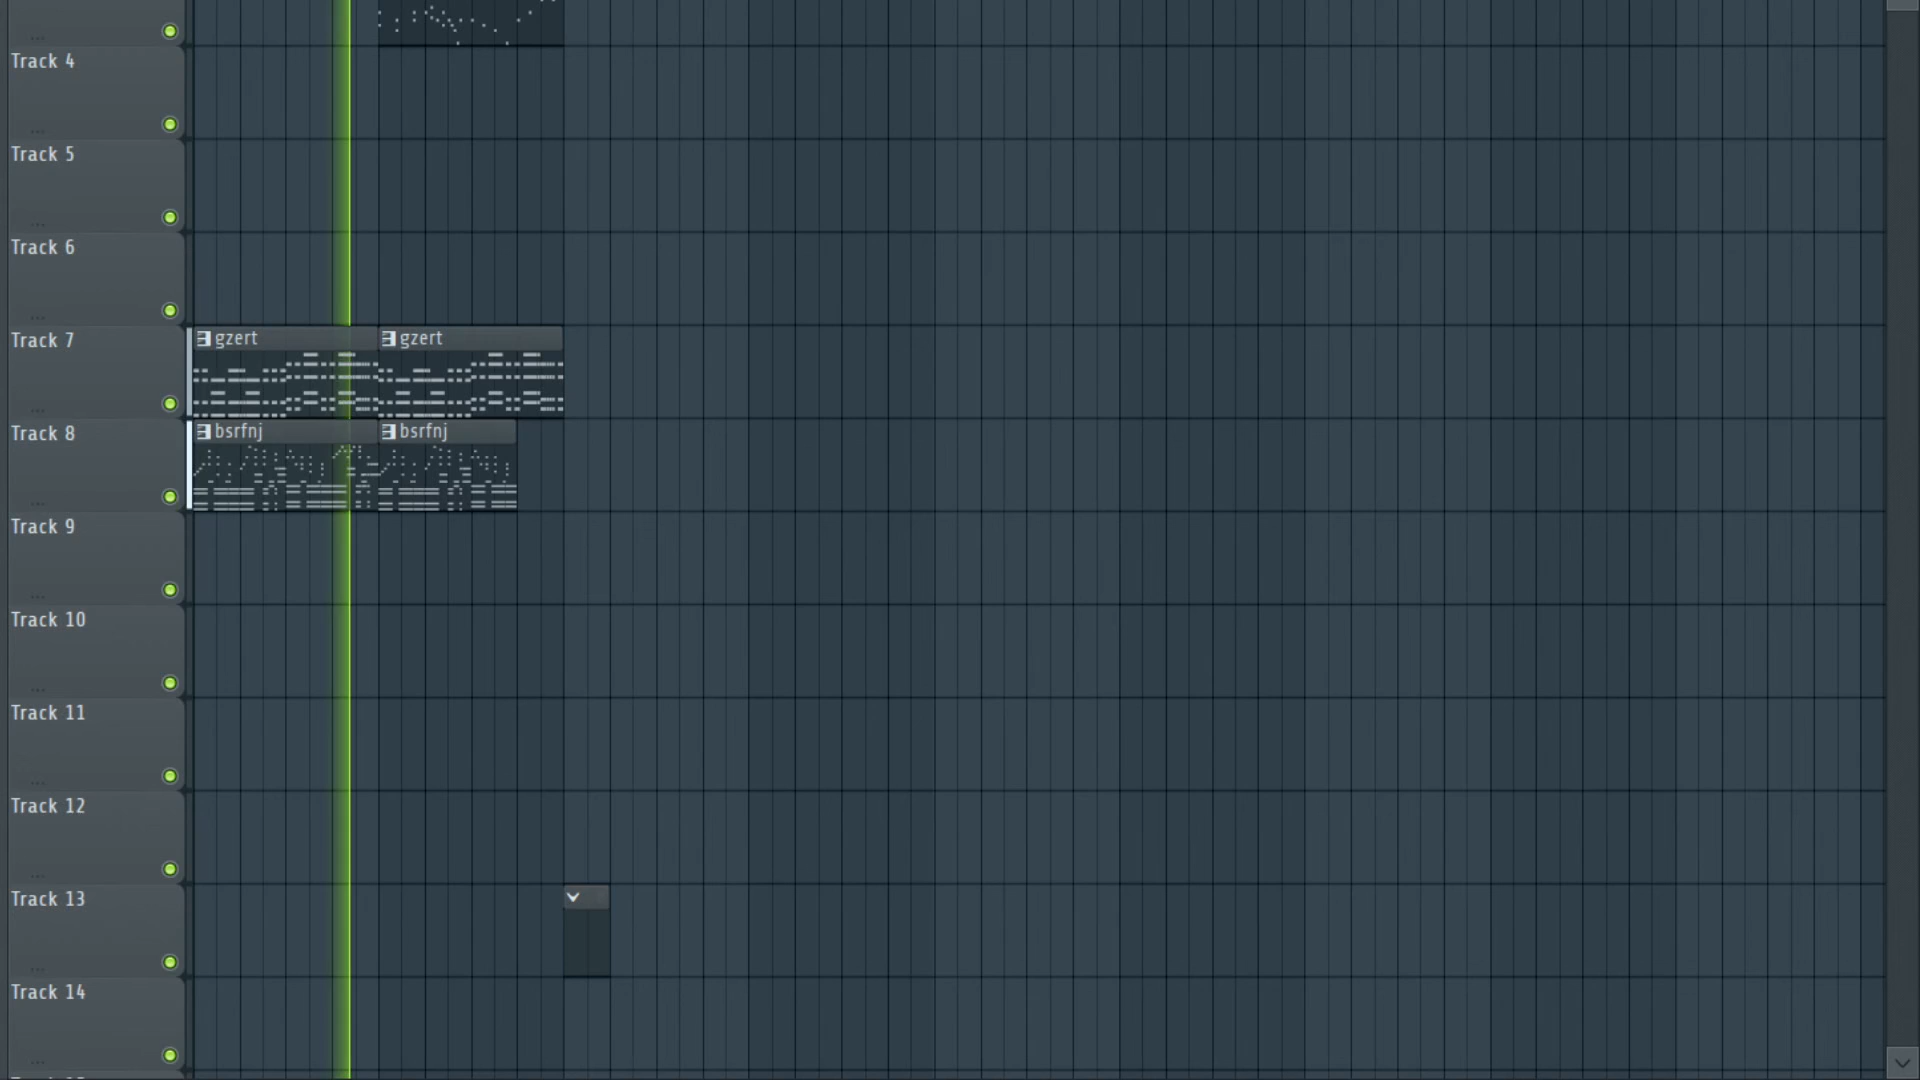 Track 4
Track 5
Track 6
Track 7
gzert
gzert
Track 8
bsrfnj
bsrfnj
Track 9
Track 10
Track 11
Track 12
Track 13
Track 14